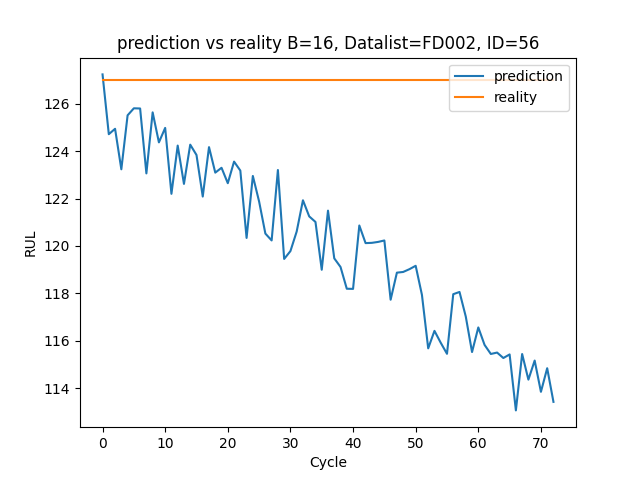 prediction vs reality B=16, Datalist=FD002, ID=56
prediction
reality
126
124
122
120
118
116
114
RUL
0 10 20 30 40 50 60 70
Cycle